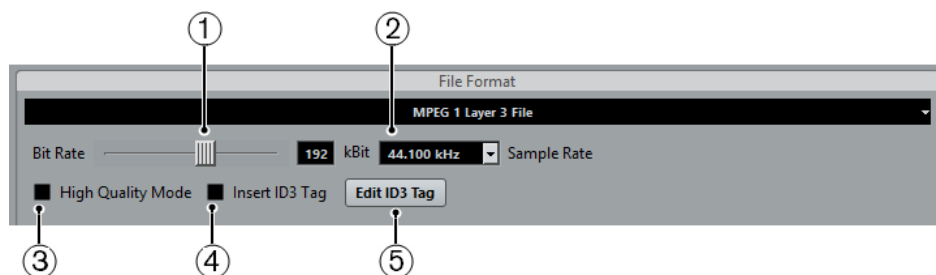 ① ②
File Format
MPEG 1 Layer 3 File
Bit Rate 192 kBit 44.100 kHz Sample Rate
High Quality Mode Insert ID3 Tag Edit ID3 Tag
③ ④ ⑤